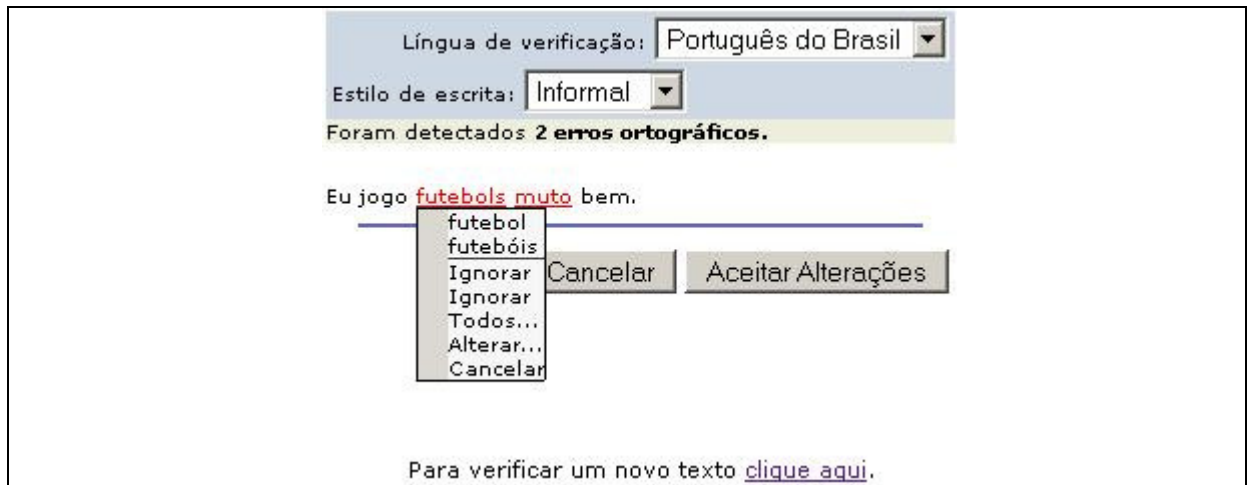 Língua de verificação: Português do Brasil
Estilo de escrita: Informal
Foram detectados 2 erros ortográficos.
Eu jogo futebols muto bem.
futebol
futebóis
Ignorar
Ignorar
Todos...
Alterar...
Cancelar
Cancelar Aceitar Alterações
Para verificar um novo texto clique aqui.